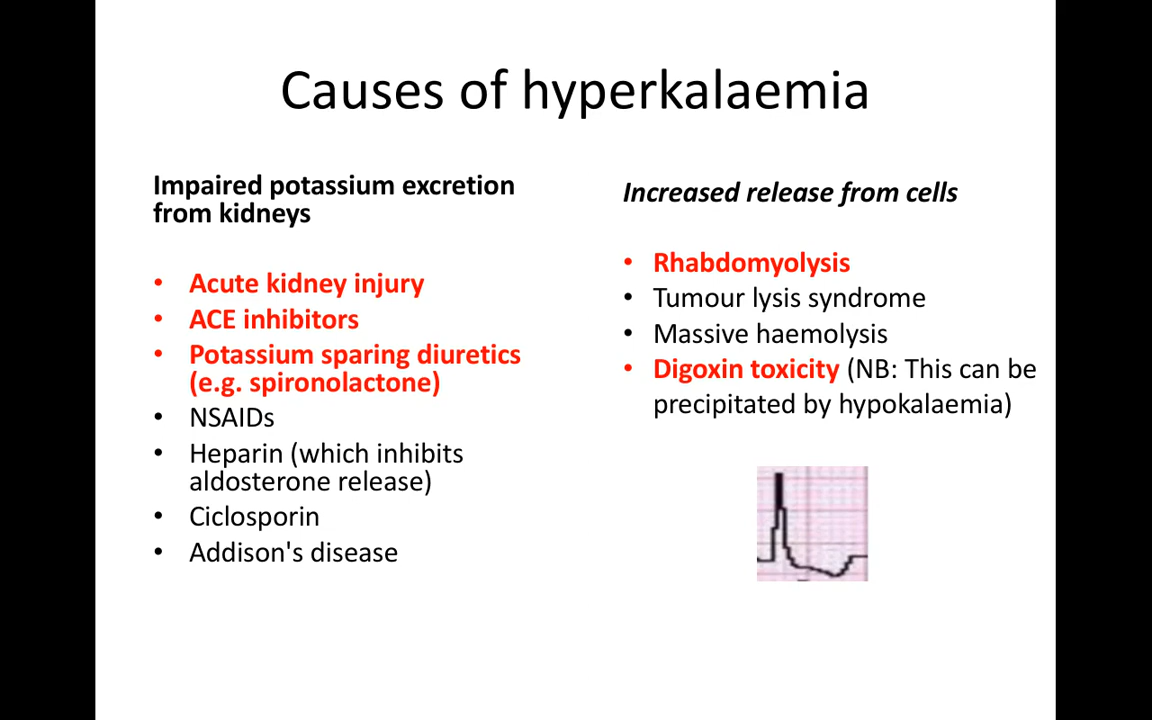 Causes of hyperkalaemia
Impaired potassium excretion
from kidneys
• Acute kidney injury
• ACE inhibitors
• Potassium sparing diuretics
(e.g. spironolactone)
• NSAIDs
• Heparin (which inhibits
aldosterone release)
• Ciclosporin
• Addison's disease
Increased release from cells
• Rhabdomyolysis
• Tumour lysis syndrome
• Massive haemolysis
• Digoxin toxicity (NB: This can be
precipitated by hypokalaemia)